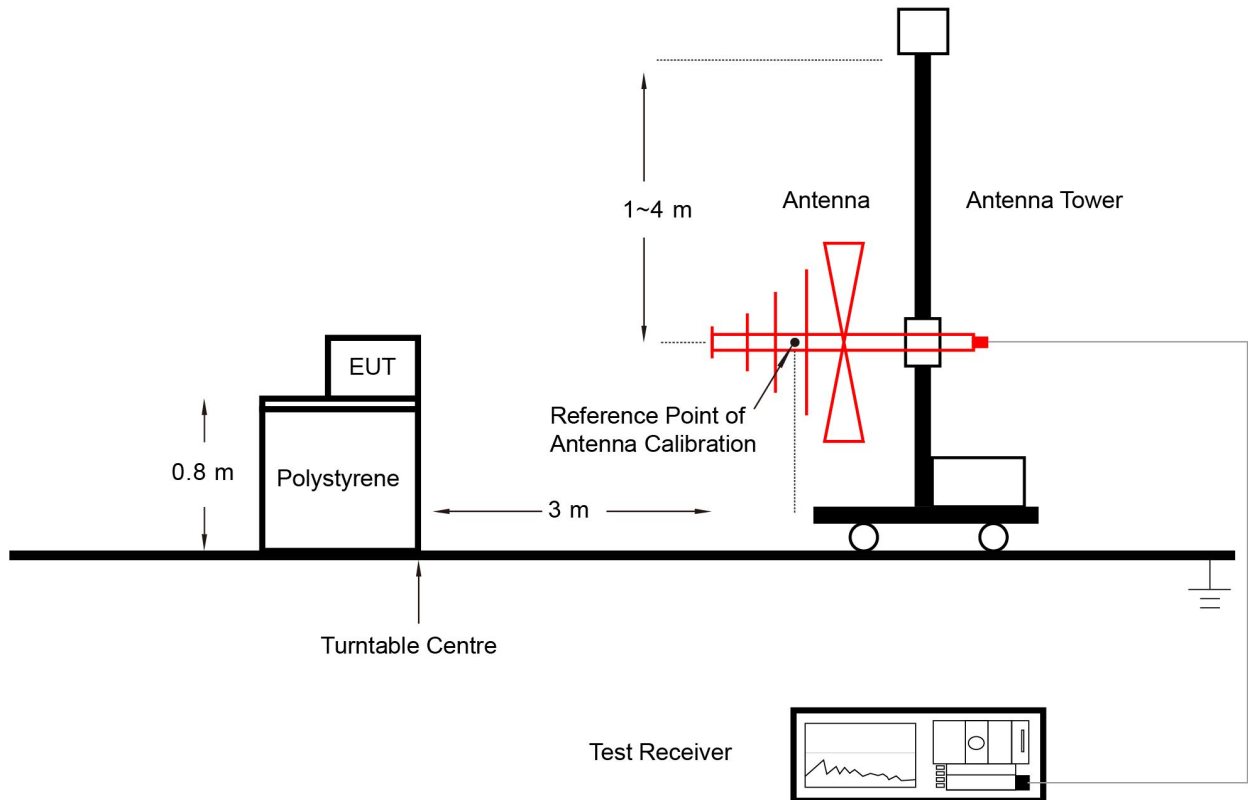 1~4 m
Antenna
Antenna Tower
EUT
Reference Point of
Antenna Calibration
0.8 m
Polystyrene
3 m
Turntable Centre
Test Receiver